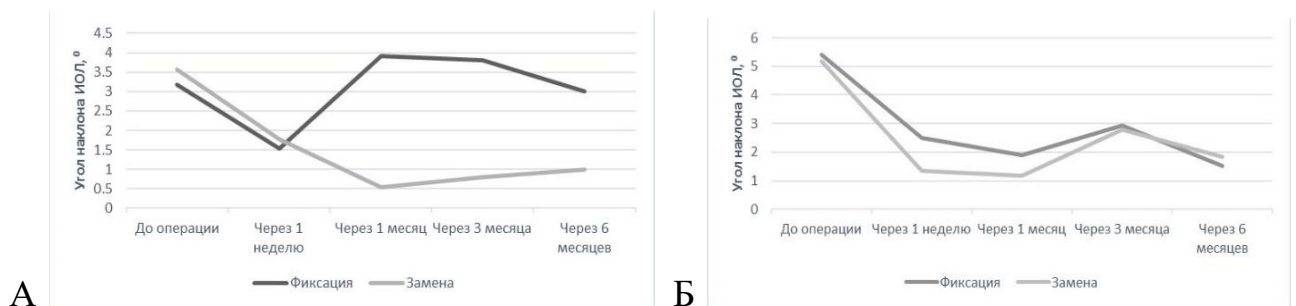 А
Угол наклона ИОЛ, º
4.5
4
3.5
3
2.5
2
1.5
1
0.5
0
До операции
Через 1 неделю
Через 1 месяц
Через 3 месяца
Через 6 месяцев
Фиксация
Замена
Б
Угол наклона ИОЛ, º
6
5
4
3
2
1
0
До операции
Через 1 неделю
Через 1 месяц
Через 3 месяца
Через 6 месяцев
Фиксация
Замена